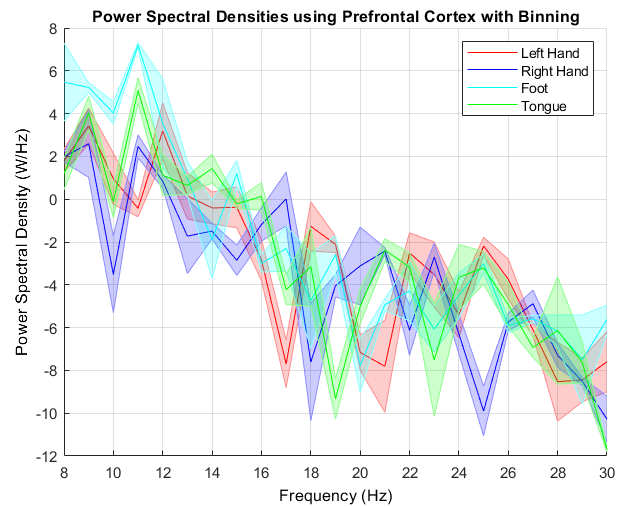 Power Spectral Densities using Prefrontal Cortex with Binning
8
6
4
2
0
-2
-4
-6
-8
-10
-12
Power Spectral Density (W/Hz)
Left Hand
Right Hand
Foot
Tongue
8 10 12 14 16 18 20 22 24 26 28 30
Frequency (Hz)